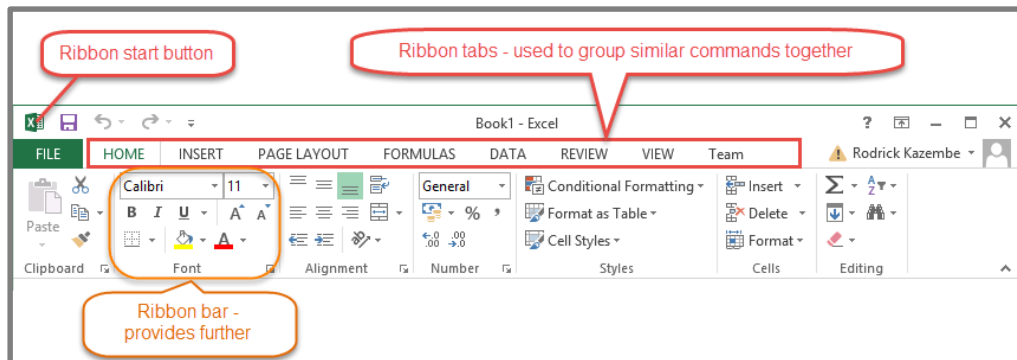 Ribbon start button
Ribbon tabs - used to group similar commands together
Book1 - Excel
?
FILE HOME INSERT PAGE LAYOUT FORMULAS DATA REVIEW VIEW Team Rodrick Kazembe
Calibri 11 General Conditional Formatting Insert
Paste B I U A A % , Format as Table Delete
A .00 .0 Cell Styles Format
Clipboard Font Alignment Number Styles Cells Editing
Ribbon bar -
provides further